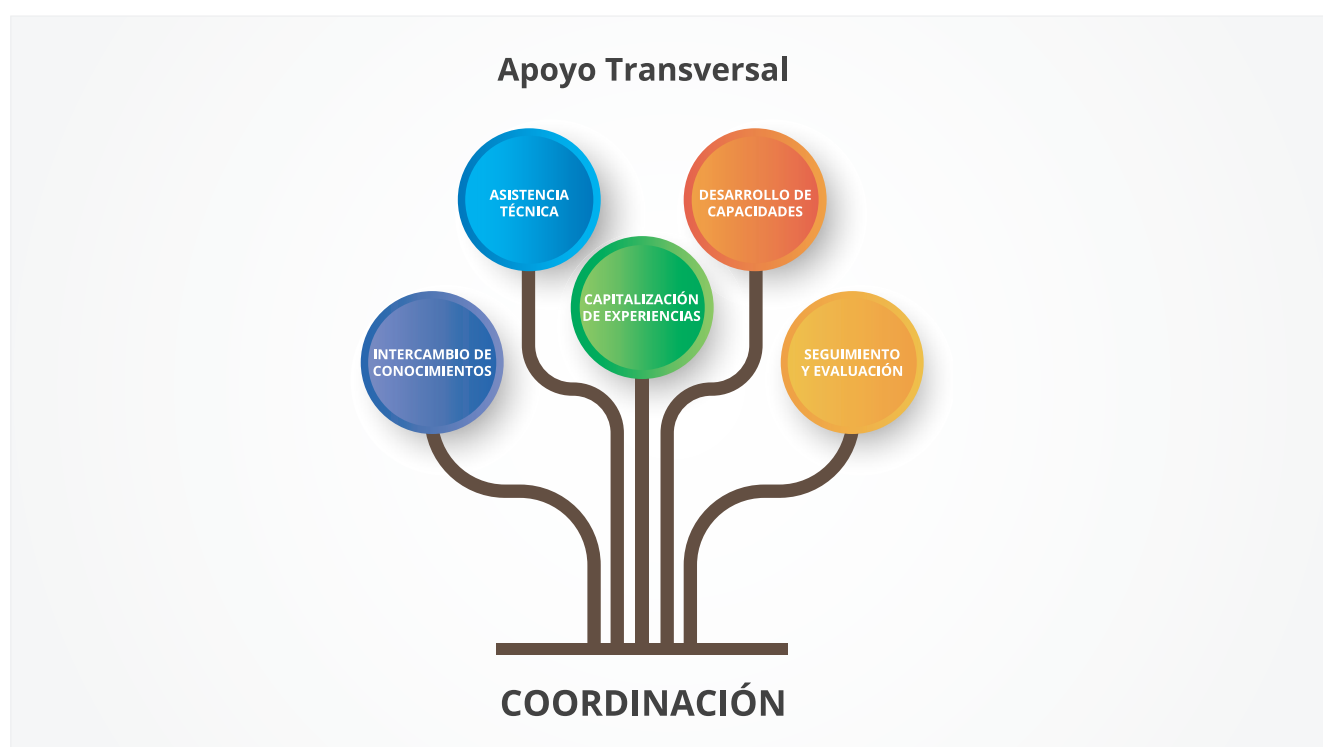 Apoyo Transversal
ASISTENCIA
TÉCNICA
DESARROLLO DE
CAPACIDADES
CAPITALIZACIÓN
DE EXPERIENCIAS
INTERCAMBIO DE
CONOCIMIENTOS
SEGUIMIENTO
Y EVALUACIÓN
COORDINACIÓN